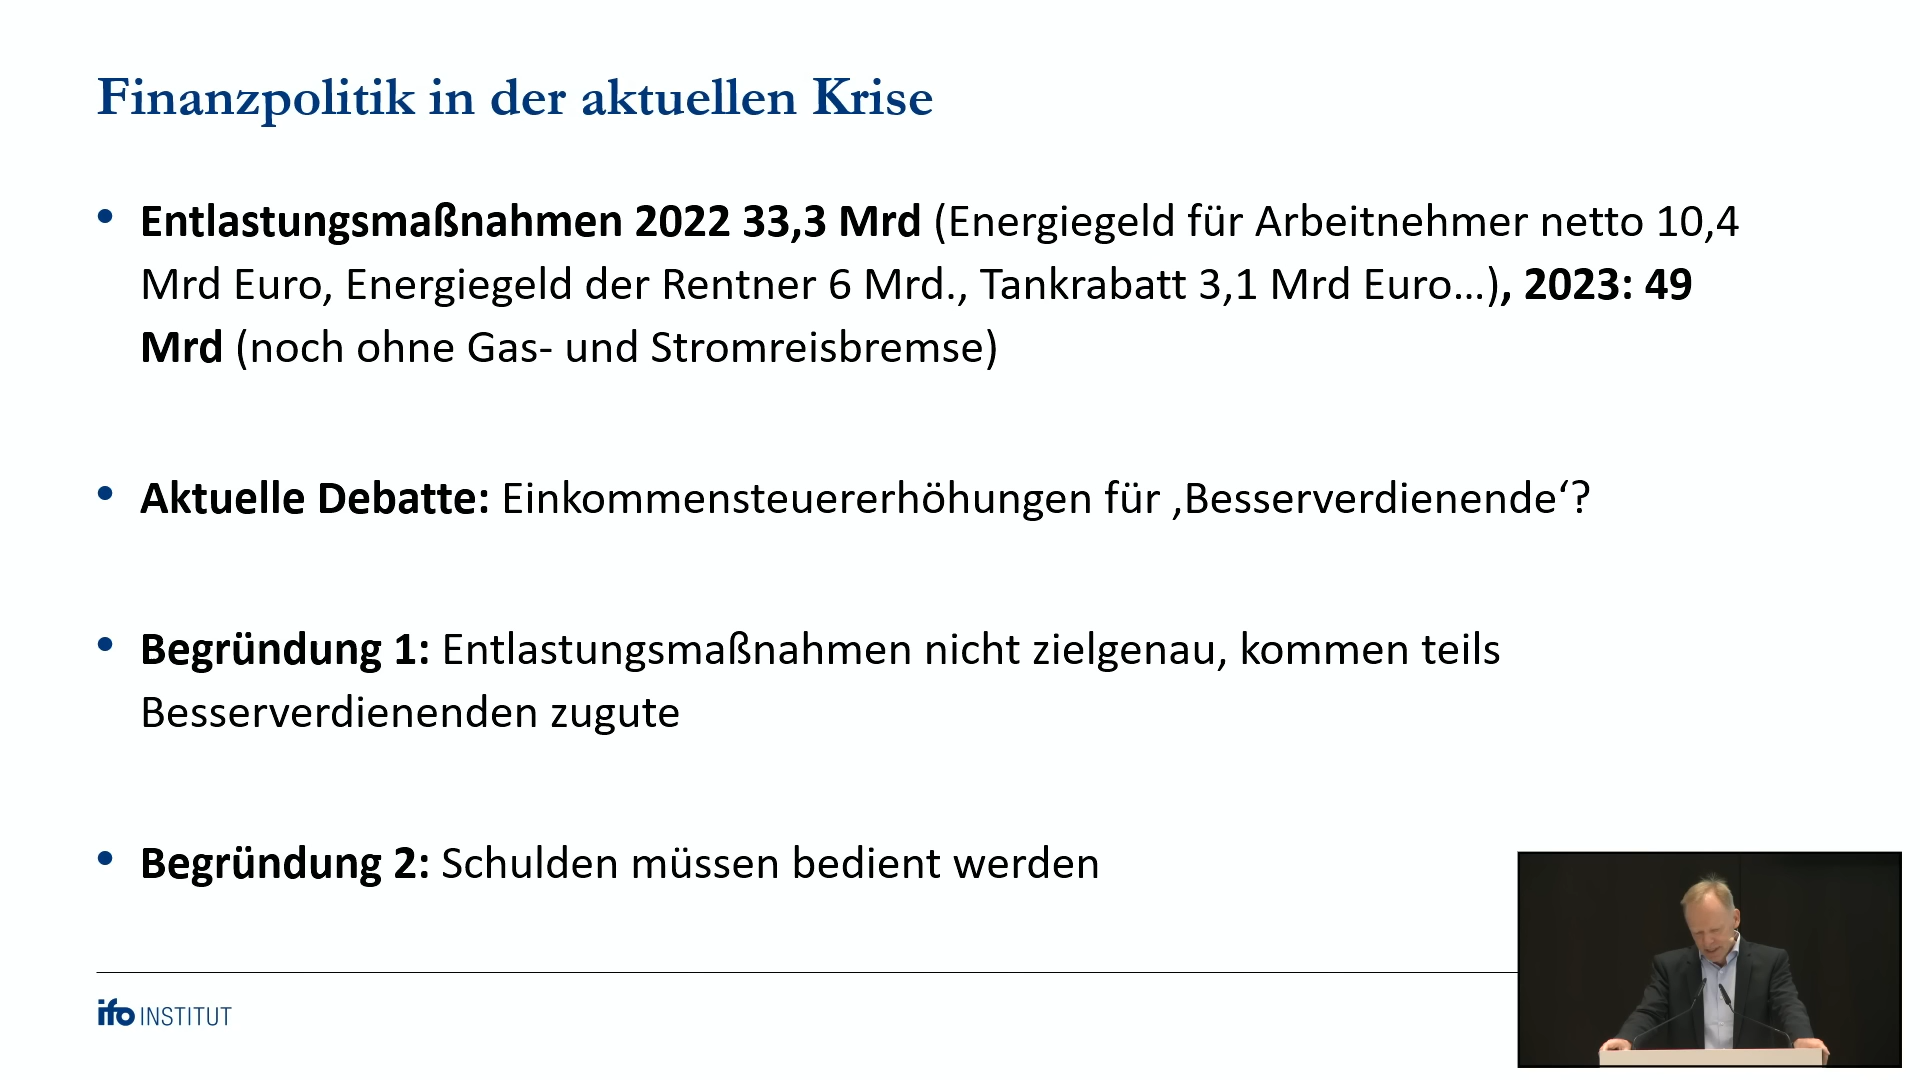 Finanzpolitik in der aktuellen Krise
• Entlastungsmaßnahmen 2022 33,3 Mrd (Energiegeld für Arbeitnehmer netto 10,4
Mrd Euro, Energiegeld der Rentner 6 Mrd., Tankrabatt 3,1 Mrd Euro…), 2023: 49
Mrd (noch ohne Gas- und Stromreisbremse)
• Aktuelle Debatte: Einkommensteuererhöhungen für ‚Besserverdienende‘?
• Begründung 1: Entlastungsmaßnahmen nicht zielgenau, kommen teils
Besserverdienenden zugute
• Begründung 2: Schulden müssen bedient werden
ifo INSTITUT